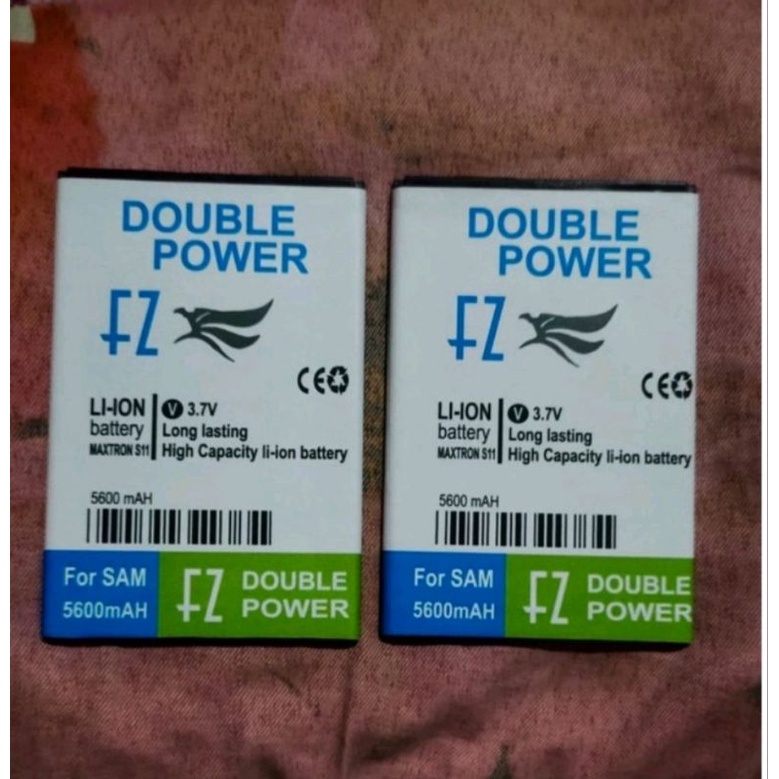 DOUBLE
POWER
FZ
CE
LI-ION
battery
MAXTRON S11
V 3.7V
Long lasting
High Capacity li-ion battery
5600 mAH
For SAM
5600mAH
FZ
DOUBLE
POWER
DOUBLE
POWER
FZ
CE
LI-ION
battery
MAXTRON S11
V 3.7V
Long lasting
High Capacity li-ion battery
5600 mAH
For SAM
5600mAH
FZ
DOUBLE
POWER